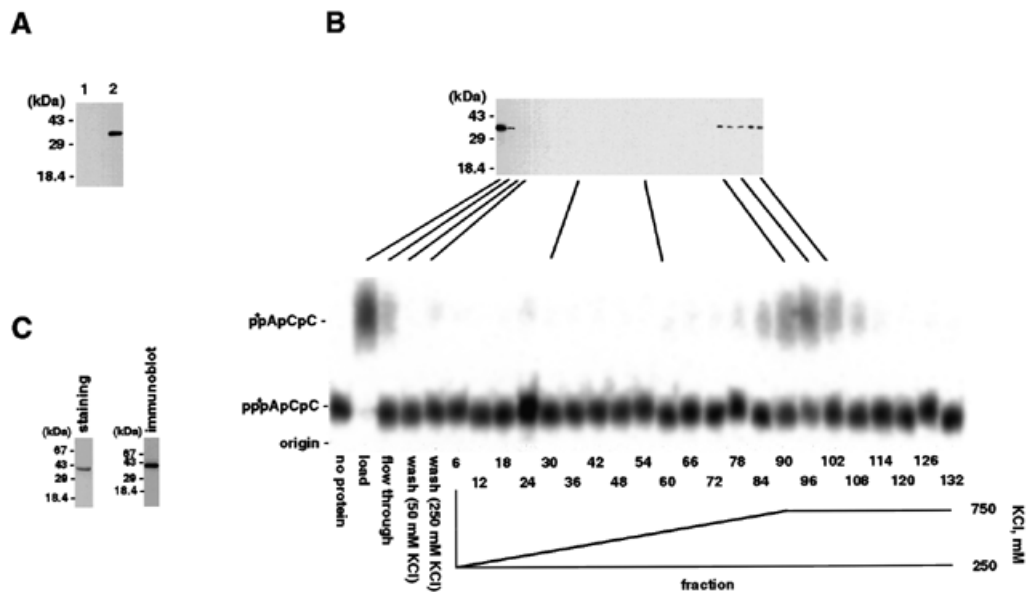 A
1 2
(kDa)
43 -
29 -
18.4 -
B
(kDa)
43 -
29 -
18.4 -
p*pApCpC -
pp*pApCpC -
origin -
no protein
load
flow through
wash (50 mM KCl)
wash (250 mM KCl)
6 18 30 42 54 66 78 90 102 114 126
12 24 36 48 60 72 84 96 108 120 132
750
250
KCl, mM
fraction
C
staining
(kDa)
67 -
43 -
29 -
18.4 -
immunoblot
(kDa)
67 -
43 -
29 -
18.4 -